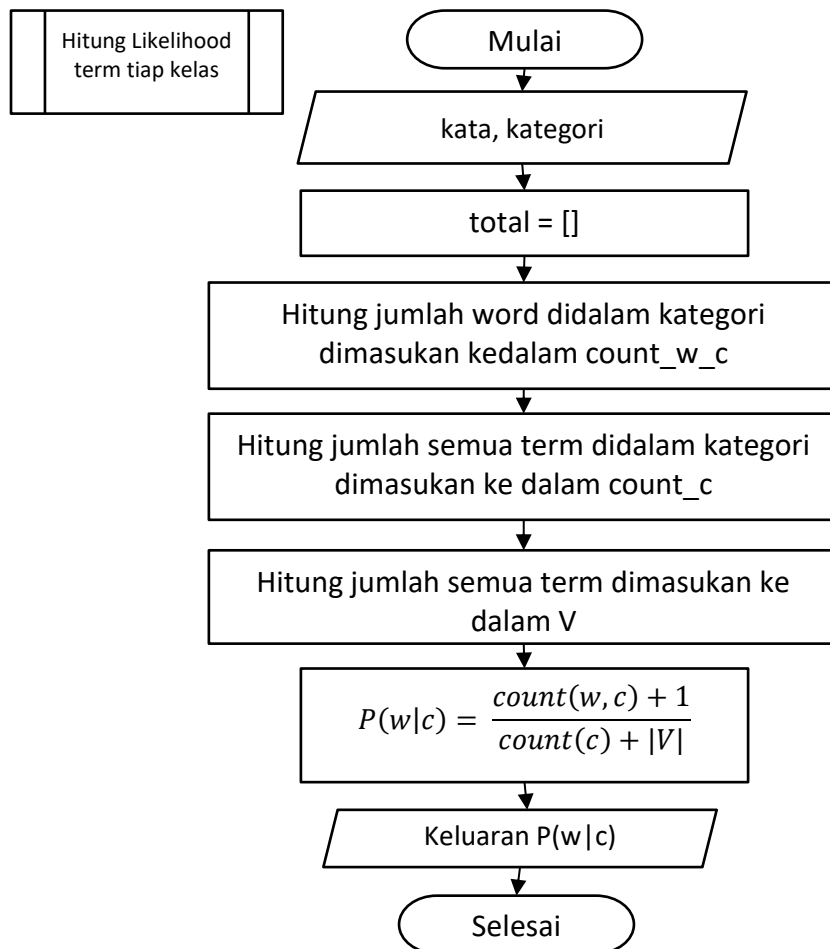 Hitung Likelihood
term tiap kelas
Mulai
kata, kategori
total = []
Hitung jumlah word didalam kategori
dimasukan kedalam count_w_c
Hitung jumlah semua term didalam kategori
dimasukan ke dalam count_c
Hitung jumlah semua term dimasukan ke
dalam V
P(w|c) = count(w, c) + 1
count(c) + |V|
Keluaran P(w|c)
Selesai